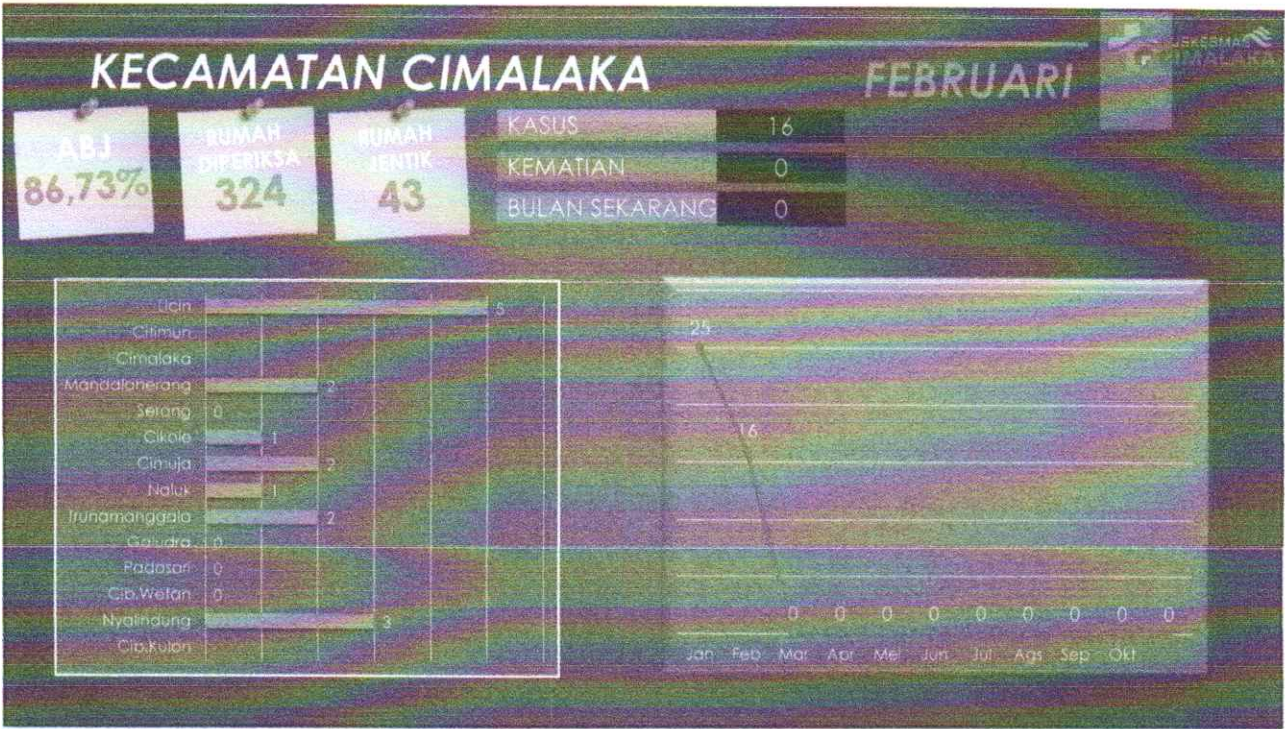 KECAMATAN CIMALAKA
FEBRUARI
PUSKESMAS
CIMALAKA
ABJ
86,73%
RUMAH
DIPERIKSA
324
RUMAH
JENTIK
43
KASUS 16
KEMATIAN 0
BULAN SEKARANG 0
Licin 5
Citimun
Cimalaka
Mandalaherang 2
Serang 0
Cikole 1
Cimuja 2
Naluk 1
Trunamanggala 2
Galudra 0
Padasari 0
Cib.Wetan 0
Nyalindung 3
Cib.Kulon
25
16
0 0 0 0 0 0 0 0
Jan Feb Mar Apr Mei Jun Jul Ags Sep Okt